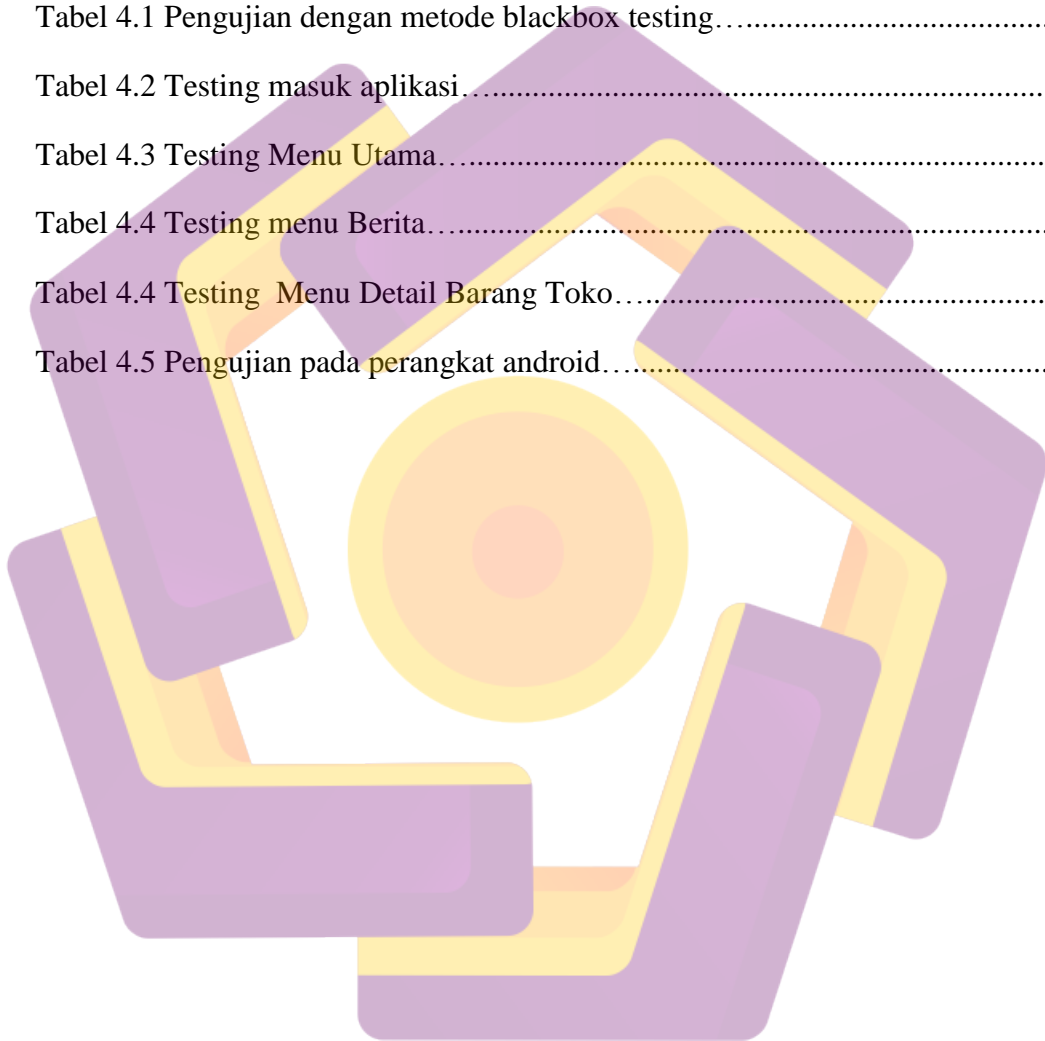 Tabel 4.1 Pengujian dengan metode blackbox testing…..........................................
Tabel 4.2 Testing masuk aplikasi…...........................................................................
Tabel 4.3 Testing Menu Utama…..............................................................................
Tabel 4.4 Testing menu Berita….................................................................................
Tabel 4.4 Testing  Menu Detail Barang Toko…......................................................
Tabel 4.5 Pengujian pada perangkat android….......................................................